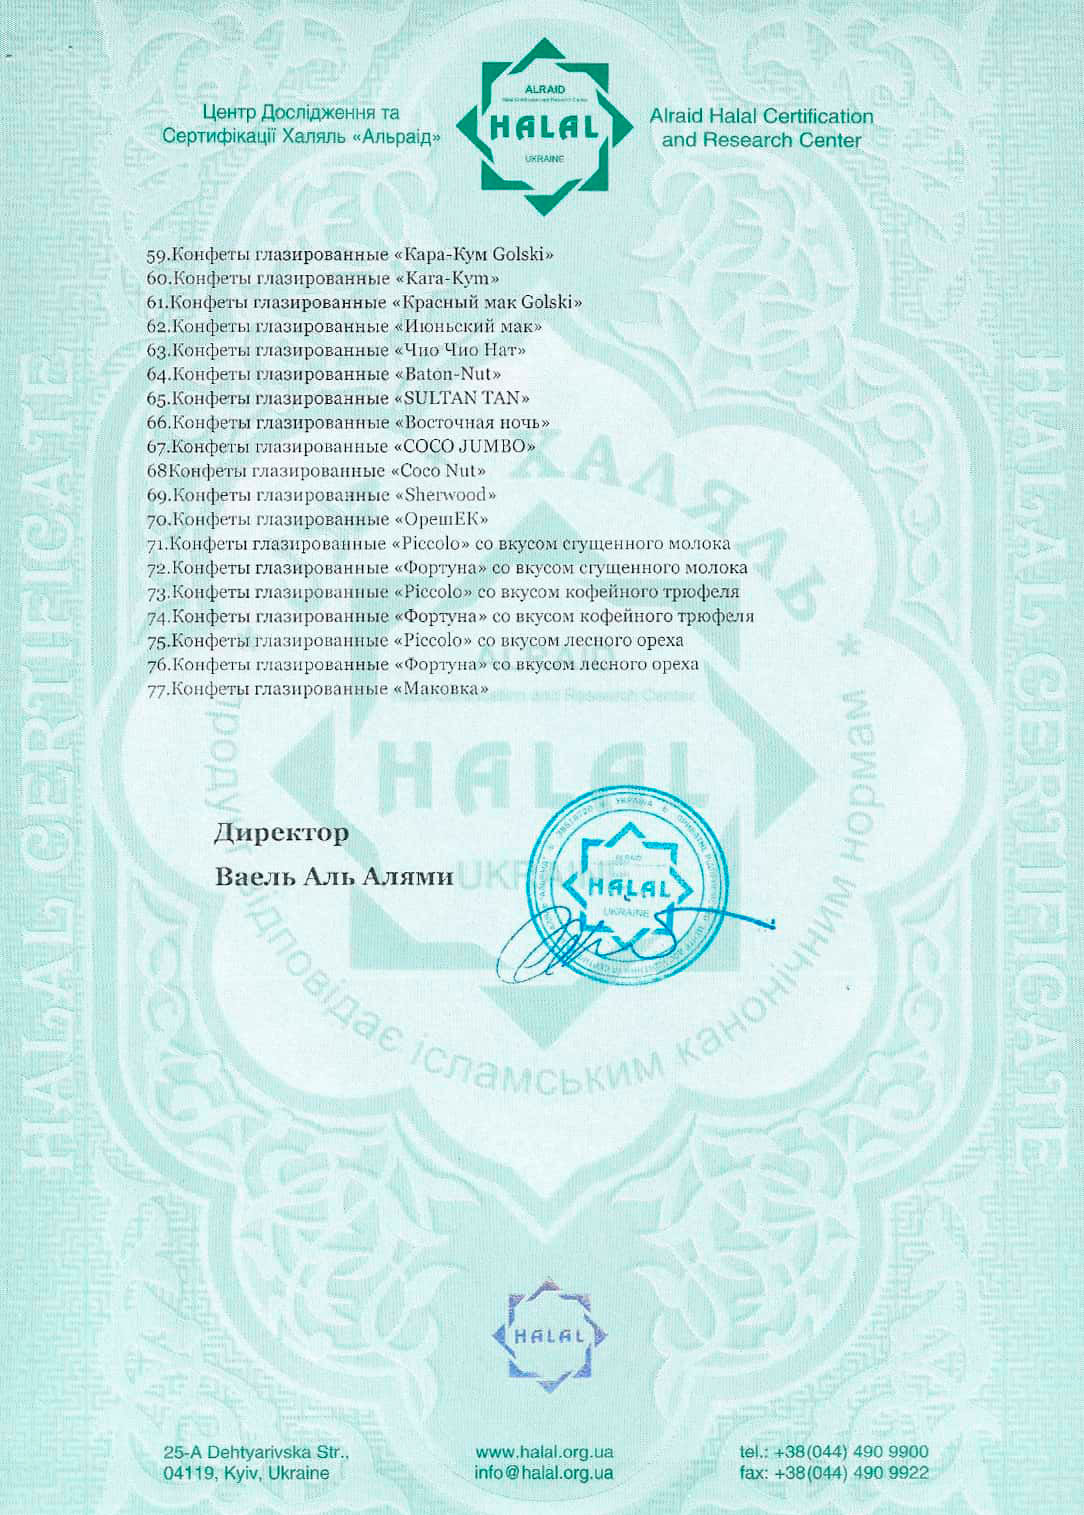 Центр Дослідження та
Сертифікації Халяль «Альраід»
ALRAID
Halal Certification and Research Center
HALAL
UKRAINE
Alraid Halal Certification
and Research Center
59.Конфеты глазированные «Кара-Кум Golski»
60.Конфеты глазированные «Kara-Kym»
61.Конфеты глазированные «Красный мак Golski»
62.Конфеты глазированные «Июньский мак»
63.Конфеты глазированные «Чио Чио Нат»
64.Конфеты глазированные «Baton-Nut»
65.Конфеты глазированные «SULTAN TAN»
66.Конфеты глазированные «Восточная ночь»
67.Конфеты глазированные «COCO JUMBO»
68Конфеты глазированные «Coco Nut»
69.Конфеты глазированные «Sherwood»
70.Конфеты глазированные «ОрешЕК»
71.Конфеты глазированные «Piccolo» со вкусом сгущенного молока
72.Конфеты глазированные «Фортуна» со вкусом сгущенного молока
73.Конфеты глазированные «Piccolo» со вкусом кофейного трюфеля
74.Конфеты глазированные «Фортуна» со вкусом кофейного трюфеля
75.Конфеты глазированные «Piccolo» со вкусом лесного ореха
76.Конфеты глазированные «Фортуна» со вкусом лесного ореха
77.Конфеты глазированные «Маковка»
HALAL CERTIFICATE
HALAL CERTIFICATE
ХАЛЯЛЬ
ALRAID
and Research Center
HALAL
UKRAINE
відповідає ісламським канонічним нормам
Директор
Ваель Аль Алями
УКРАЇНА
ALRAID
HALAL
UKRAINE
HALAL
25-A Dehtyarivska Str.,
04119, Kyiv, Ukraine
www.halal.org.ua
info@halal.org.ua
tel.: +38(044) 490 9900
fax: +38(044) 490 9922